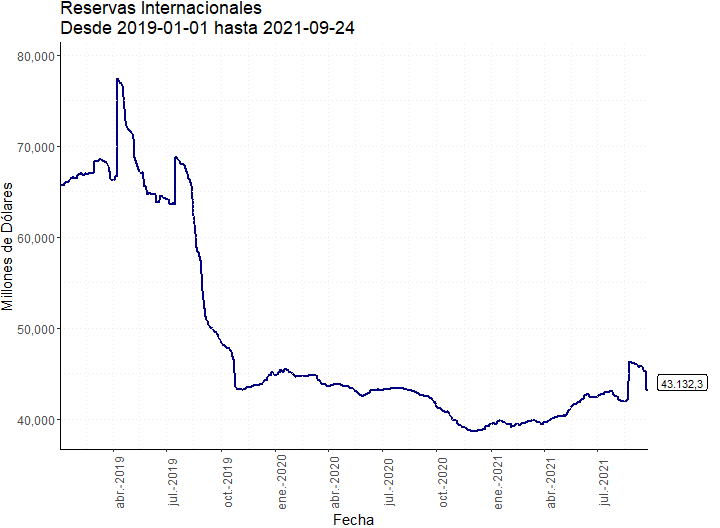 Reservas Internacionales
Desde 2019-01-01 hasta 2021-09-24
Millones de Dólares
80,000
70,000
60,000
50,000
40,000
43.132,3
abr.-2019
jul.-2019
oct.-2019
ene.-2020
abr.-2020
jul.-2020
oct.-2020
ene.-2021
abr.-2021
jul.-2021
Fecha